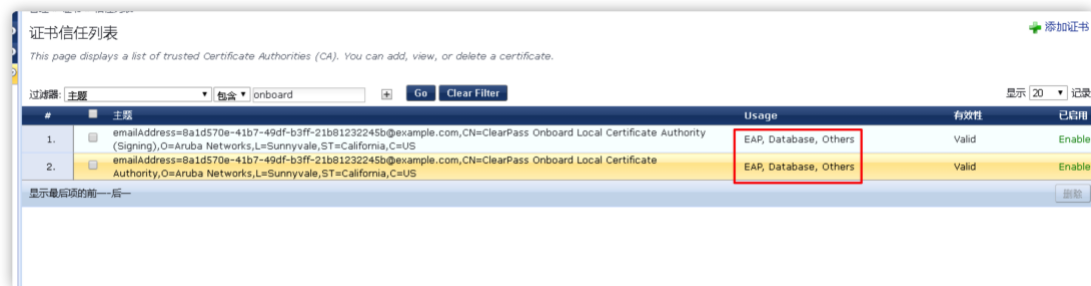 证书信任列表
添加证书
This page displays a list of trusted Certificate Authorities (CA). You can add, view, or delete a certificate.
过滤器: 主题 包含 onboard + Go Clear Filter 显示 20 记录
# 主题 Usage 有效性 已启用
1. emailAddress=8a1d570e-41b7-49df-b3ff-21b81232245b@example.com,CN=ClearPass Onboard Local Certificate Authority
(Signing),O=Aruba Networks,L=Sunnyvale,ST=California,C=US
EAP, Database, Others Valid Enable
2. emailAddress=8a1d570e-41b7-49df-b3ff-21b81232245b@example.com,CN=ClearPass Onboard Local Certificate
Authority,O=Aruba Networks,L=Sunnyvale,ST=California,C=US
EAP, Database, Others Valid Enable
显示最后项的前一-后一
删除